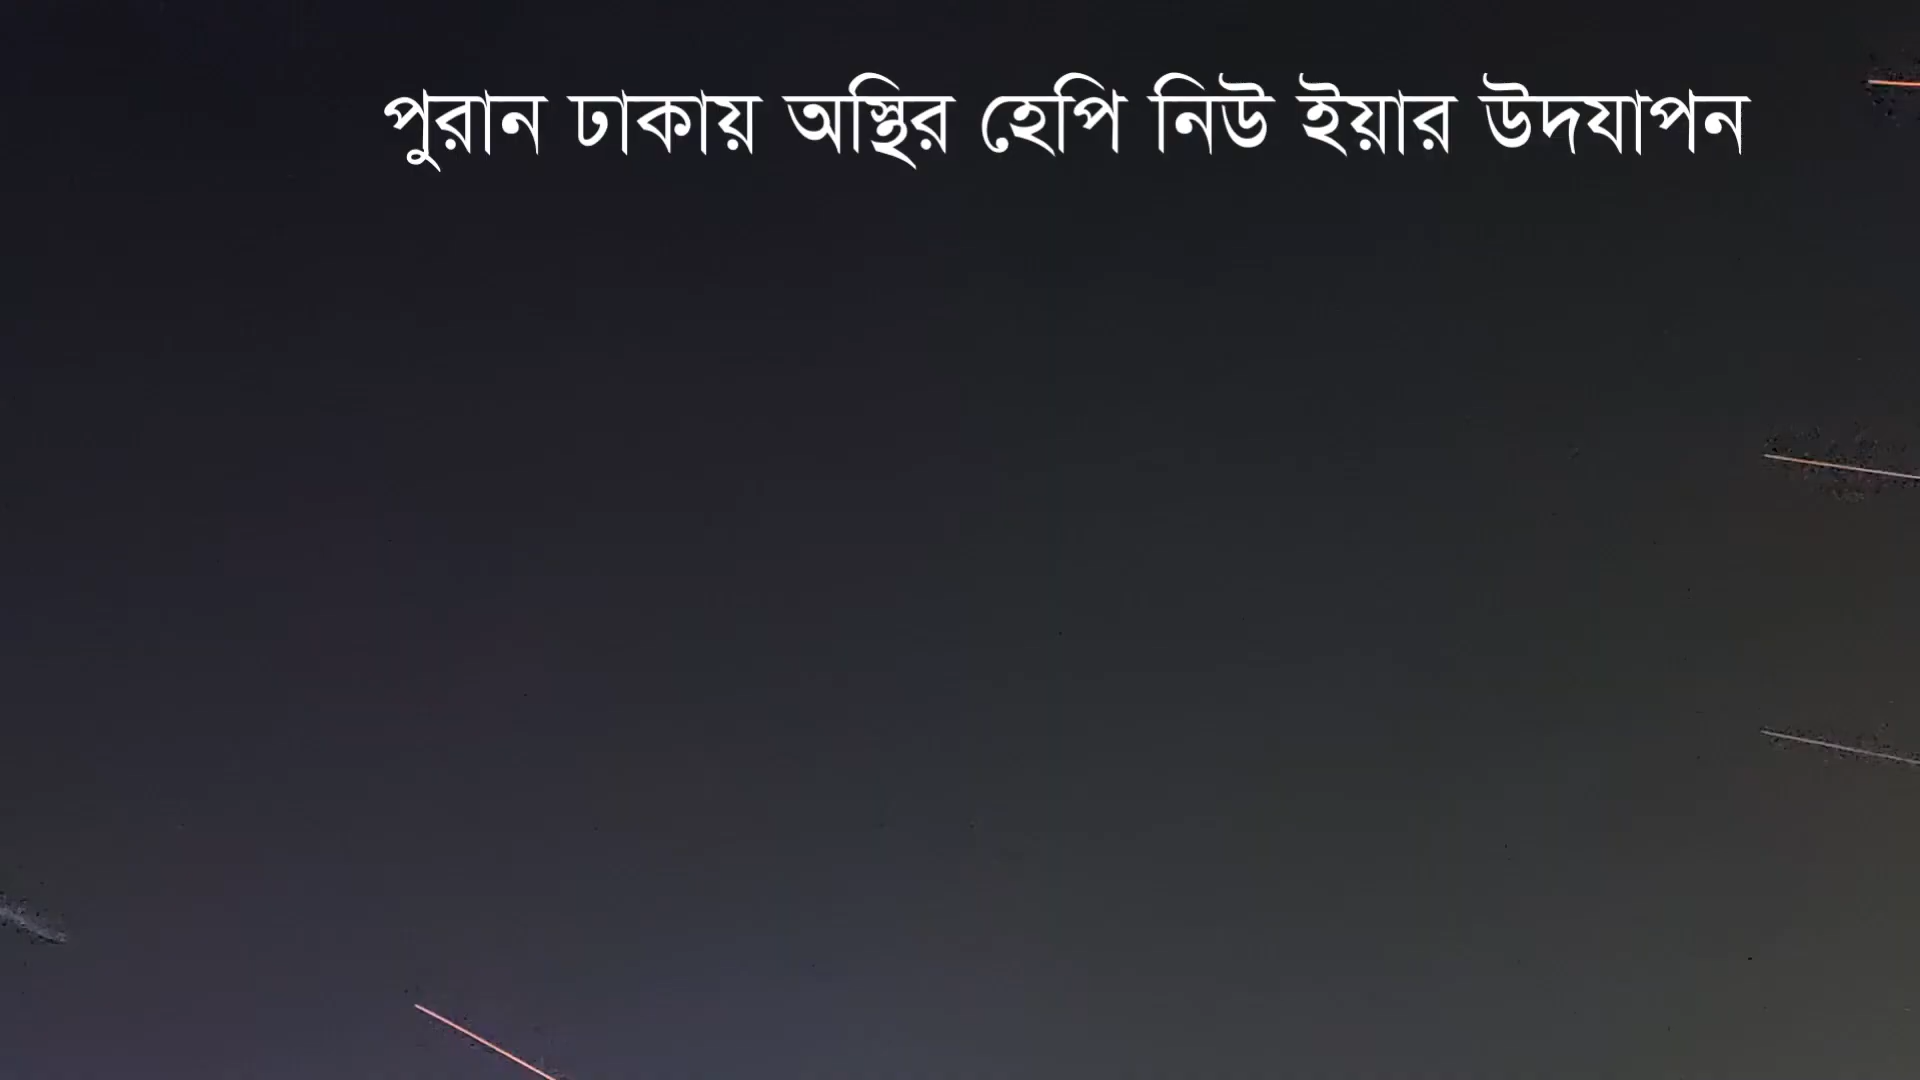 পুরান ঢাকায় অস্থির হেপি নিউ ইয়ার উদযাপন